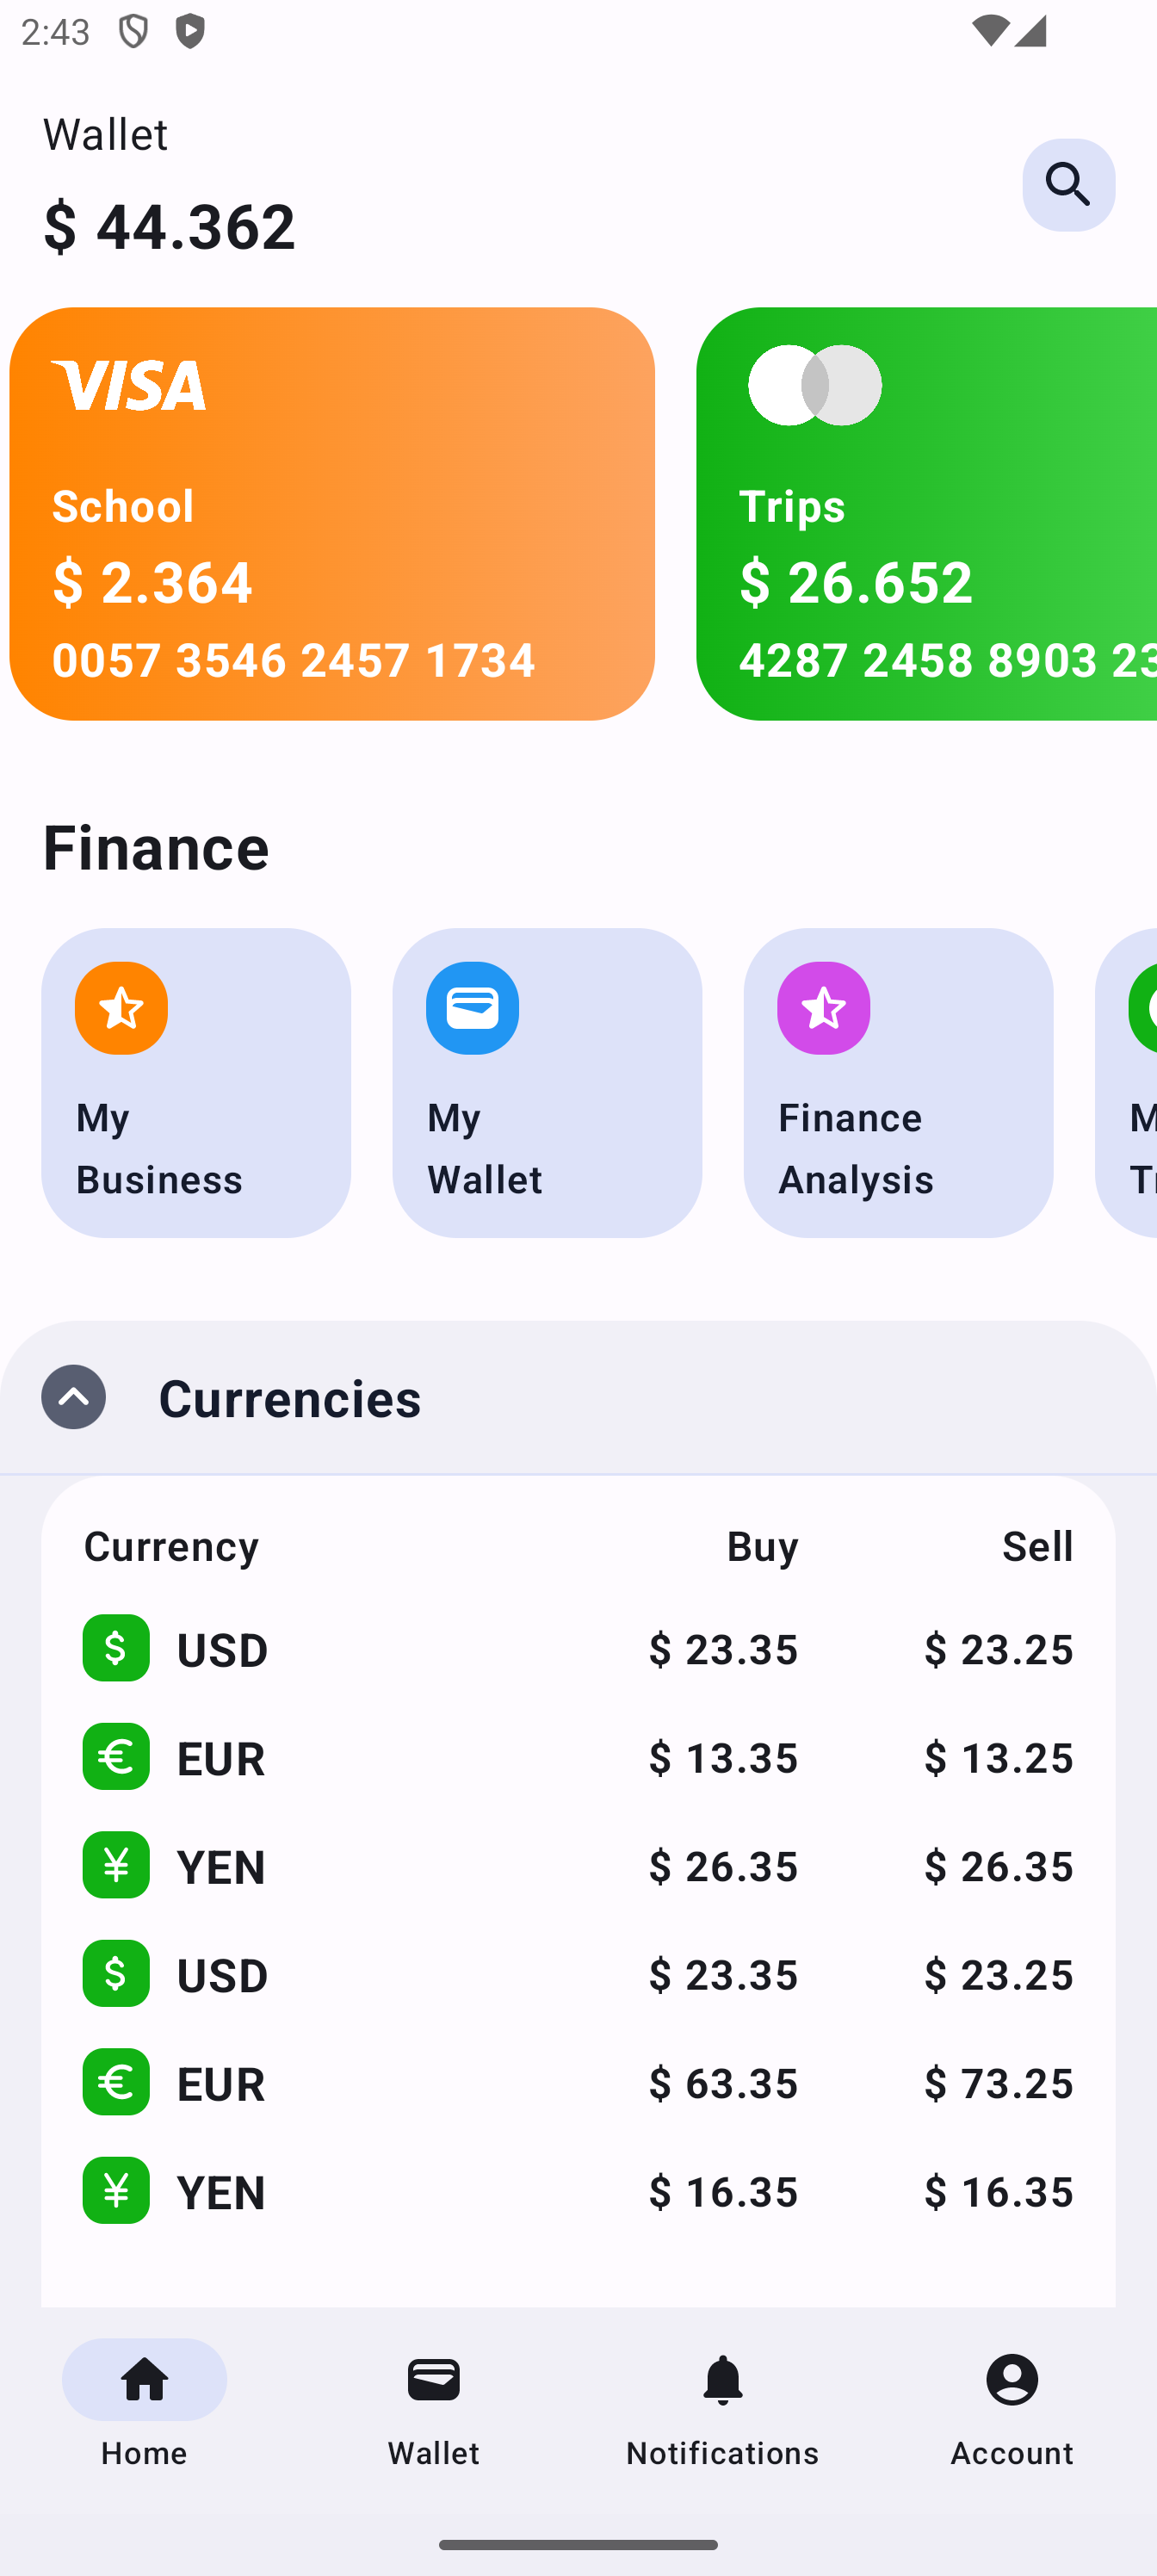 2:43
Wallet
$ 44.362
VISA
School
$ 2.364
0057 3546 2457 1734
Trips
$ 26.652
4287 2458 8903 23
Finance
My
Business
My
Wallet
Finance
Analysis
Currencies
Currency Buy Sell
$ USD $ 23.35 $ 23.25
€ EUR $ 13.35 $ 13.25
¥ YEN $ 26.35 $ 26.35
$ USD $ 23.35 $ 23.25
€ EUR $ 63.35 $ 73.25
¥ YEN $ 16.35 $ 16.35
Home Wallet Notifications Account